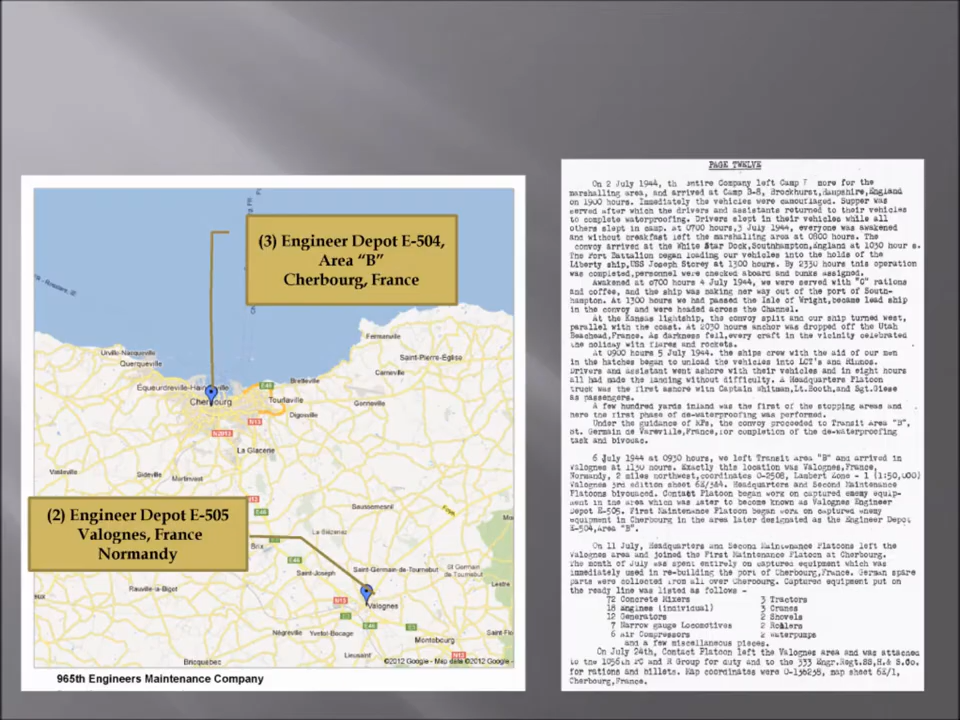 (3) Engineer Depot E-504,
Area “B”
Cherbourg, France
Fermanville
Saint-Pierre-Église
Urville-Nacqueville
Querqueville
Bretteville
Carneville
Équeurdreville-Hainneville
E46
Cherbourg
Tourlaville
Gonneville
Digosville
N13
N2013
La Glacerie
Vasteville
Sideville
Martinvast
Saussemesnil
(2) Engineer Depot E-505
Valognes, France
Normandy
Brix
Saint-Joseph
Saint-Germain-de-Tournebut
St Germain
de Tournebut
Rauville-la-Bigot
Lestre
N13
Valognes
E46
Négreville
Yvetot-Bocage
Montebourg
Lieusaint
Bricquebec
N13
©2012 Google - Map data ©2012 Google
965th Engineers Maintenance Company
PAGE TWELVE
On 2 July 1944, entire Company left Camp more for the
marshalling area, and arrived at Camp B-8, Brockhurst,Hampshire,England
on 1900 hours. Immediately the vehicles were camouflaged. Supper was
served after which the drivers and assistants returned to their vehicles
to complete waterproofing. Drivers slept in their vehicles while all
others slept in camp. At 0700 hours,3 July 1944, everyone was awakened
and without breakfast left the marshalling area at 0800 hours. The
convoy arrived at the White Star Dock,Southhampton,England at 1030 hour s.
The Port Battalion began loading our vehicles into the holds of the
Liberty ship,USS Joseph Storey at 1300 hours. By 2330 hours this operation
was completed,personnel were checked aboard and bunks assigned.
Awakened at 0700 hours 4 July 1944, we were served with "C" rations
and coffee, and the ship was making her way out of the port of South-
hampton. At 1300 hours we had passed the Isle of Wright,became lead ship
in the convoy and were headed across the Channel.
At the Kansas lightship, the convoy split and our ship turned west,
parallel with the coast. At 2030 hours anchor was dropped off the Utah
Beachead,France. As darkness fell,every craft in the vicinity celebrated
the holiday with flares and rockets.
At 0900 hours 5 July 1944, the ships crew with the aid of our men
in the hatches began to unload the vehicles into LCT's and Rhinos.
Drivers and assistant went ashore with their vehicles and in eight hours
all had made the landing without difficulty. A Headquarters Platoon
truck was the first ashore with Captain Whitman,Lt.Booth,and Sgt.Giese
as passengers.
A few hundred yards inland was the first of the stopping areas and
here the first phase of de-waterproofing was performed.
Under the guidance of MPs, the convoy proceeded to Transit Area "B",
St. Germain de Vareville,France,for completion of the de-waterproofing
task and bivouac.
6 July 1944 at 0930 hours, we left Transit area "B" and arrived in
Valognes at 1130 hours. Exactly this location was Valognes,France,
Normandy, 2 miles northwest,coordinates 0-2508, Lambert Zone - 1 (1:50,000)
Valognes 3rd edition sheet Headquarters and Second Maintenance
Platoons bivouaced. Contact Platoon began work on captured enemy equip-
ment in the area which was later to become known as Valognes Engineer
Depot E-505. First Maintenance Platoon began work on captured enemy
equipment in Cherbourg in the area later designated as the Engineer Depot
E-504,Area "B".
On 11 July, Headquarters and Second Maintenance Platoons left the
Valognes area and joined the First Maintenance Platoon at Cherbourg.
The month of July was spent entirely on captured equipment which was
immediately used in re-building the port of Cherbourg,France. German spare
parts were collected from all over Cherbourg. Captured equipment put on
the ready line was listed as follows -
72 Concrete Mixers 3 Tractors
18 Engines (individual) 3 Cranes
12 Generators 2 Shovels
7 Narrow gauge Locomotives 2 Rollers
6 Air Compressors 2 Waterpumps
and a few miscellaneous pieces.
On July 24th, Contact Platoon left the Valognes area and was attached
to the 1056th PC and R Group for duty and to the 333 Engr.Regt.SS,H.& S.Co.
for rations and billets. Map coordinates were map sheet 6E/1,
Cherbourg,France.